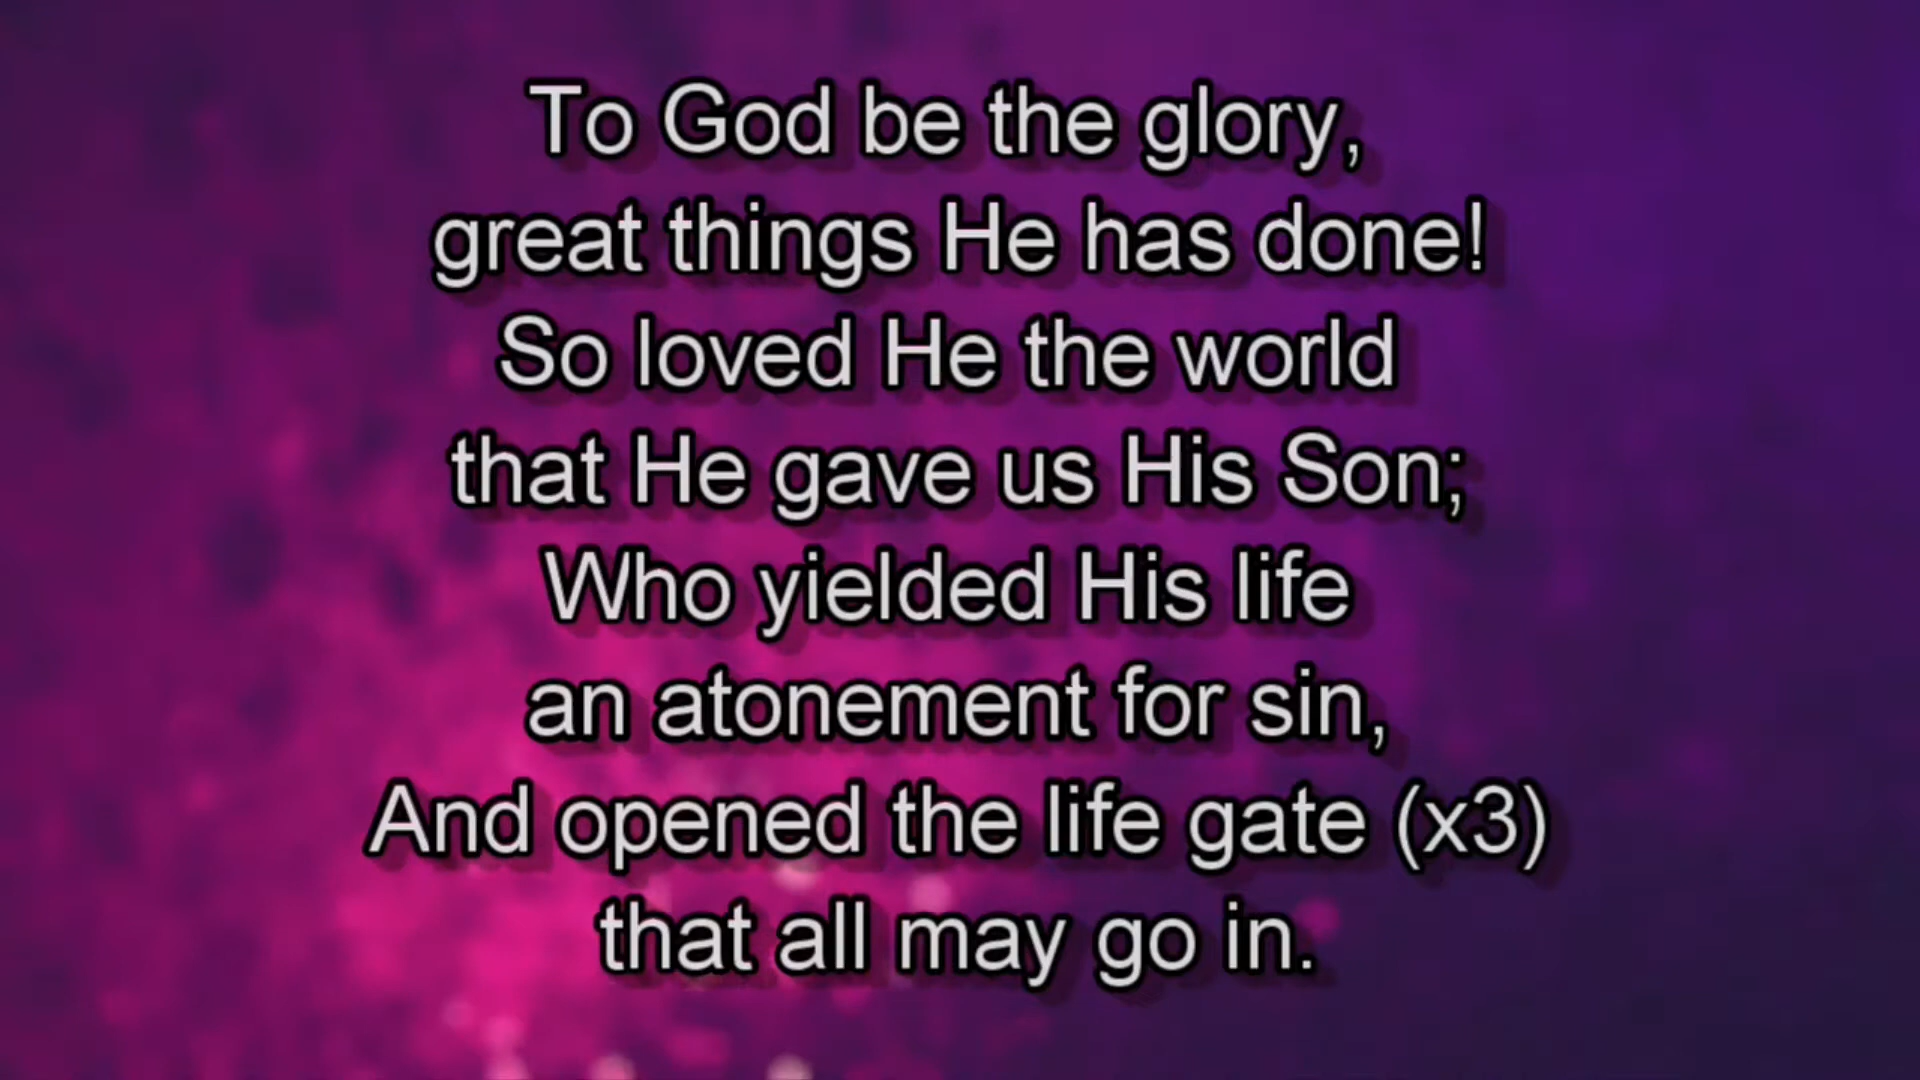 To God be the glory,
great things He has done!
So loved He the world
that He gave us His Son;
Who yielded His life
an atonement for sin,
And opened the life gate (x3)
that all may go in.